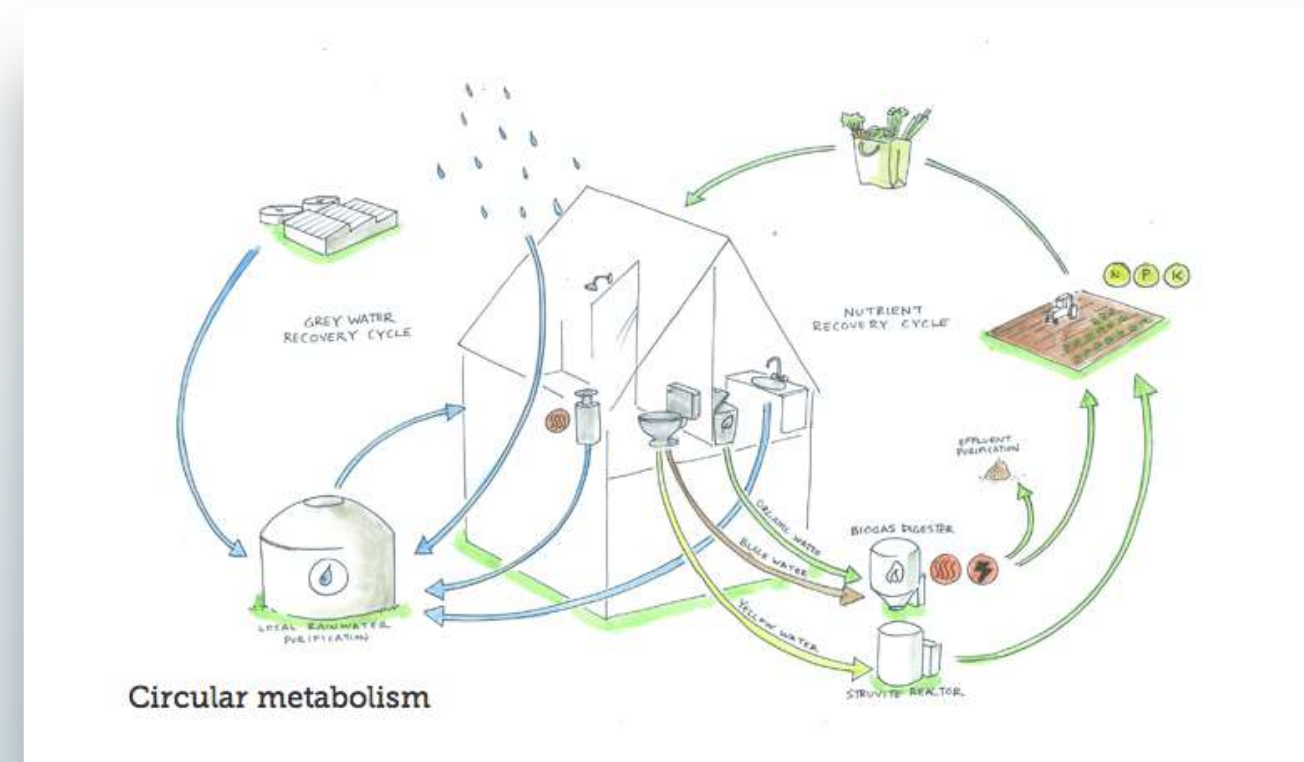 GREY WATER
RECOVERY CYCLE
NUTRIENT
RECOVERY CYCLE
N P K
EFFLUENT
PURIFICATION
BIOGAS DIGESTER
ORGANIC WASTE
BLACK WATER
YELLOW WATER
STRUVITE REACTOR
LOCAL RAINWATER
PURIFICATION
Circular metabolism